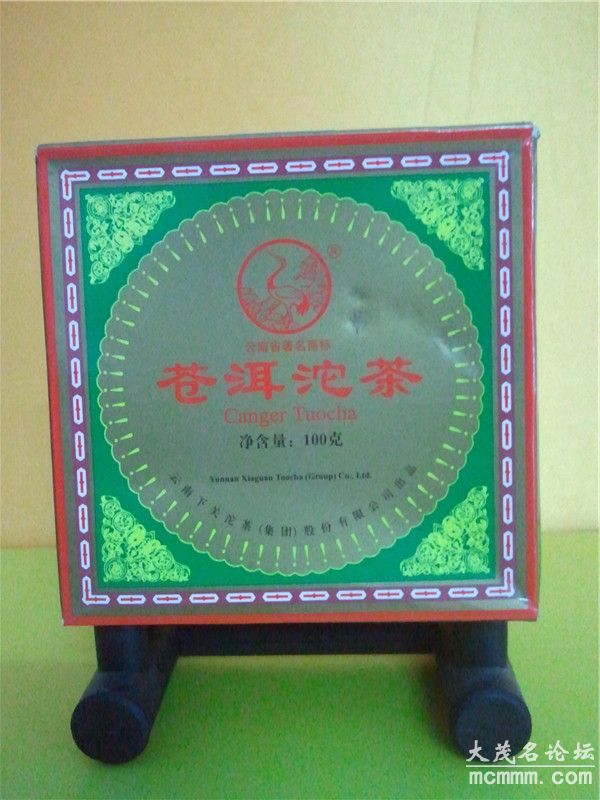 ®
云南省著名商标
苍洱沱茶
Canger Tuocha
净含量：100克
Yunnan Xiaguan Tuocha (Group) Co., Ltd.
云南下关沱茶(集团)股份有限公司出品
大茂名论坛
mcmmm.com